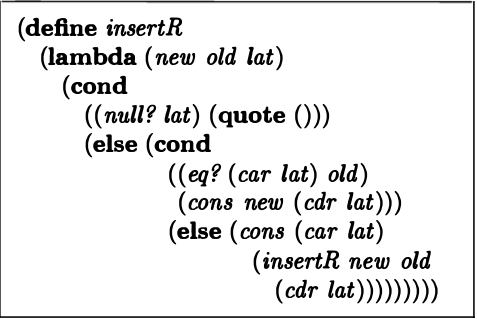 (define insertR
(lambda (new old lat)
(cond
((null? lat) (quote ()))
(else (cond
((eq? (car lat) old)
(cons new (cdr lat)))
(else (cons (car lat)
(insertR new old
(cdr lat)))))))))